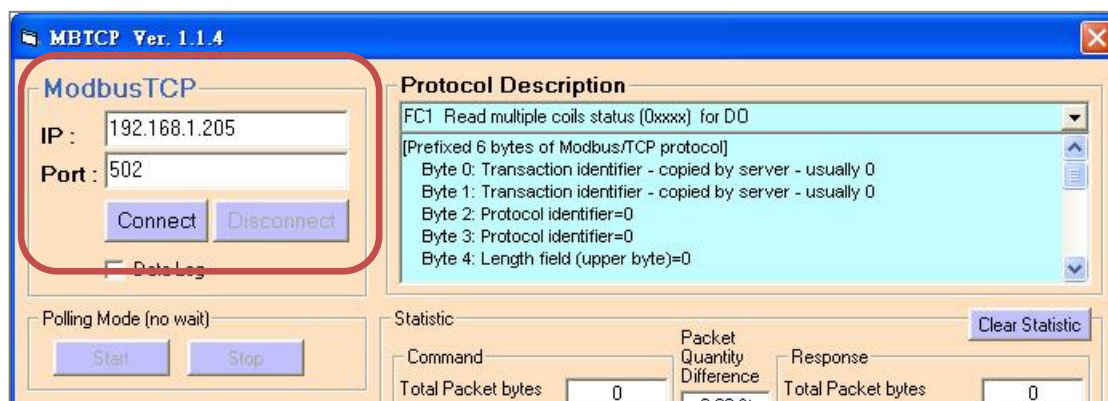 MBTCP Ver. 1.1.4
ModbusTCP
IP : 192.168.1.205
Port : 502
Connect Disconnect
Data Log
Protocol Description
FC1 Read multiple coils status (0xxxx) for DO
[Prefixed 6 bytes of Modbus/TCP protocol]
Byte 0: Transaction identifier - copied by server - usually 0
Byte 1: Transaction identifier - copied by server - usually 0
Byte 2: Protocol identifier=0
Byte 3: Protocol identifier=0
Byte 4: Length field (upper byte)=0
Polling Mode (no wait)
Start Stop
Statistic
Clear Statistic
Command
Total Packet bytes 0
Packet
Quantity
Difference
Response
Total Packet bytes 0